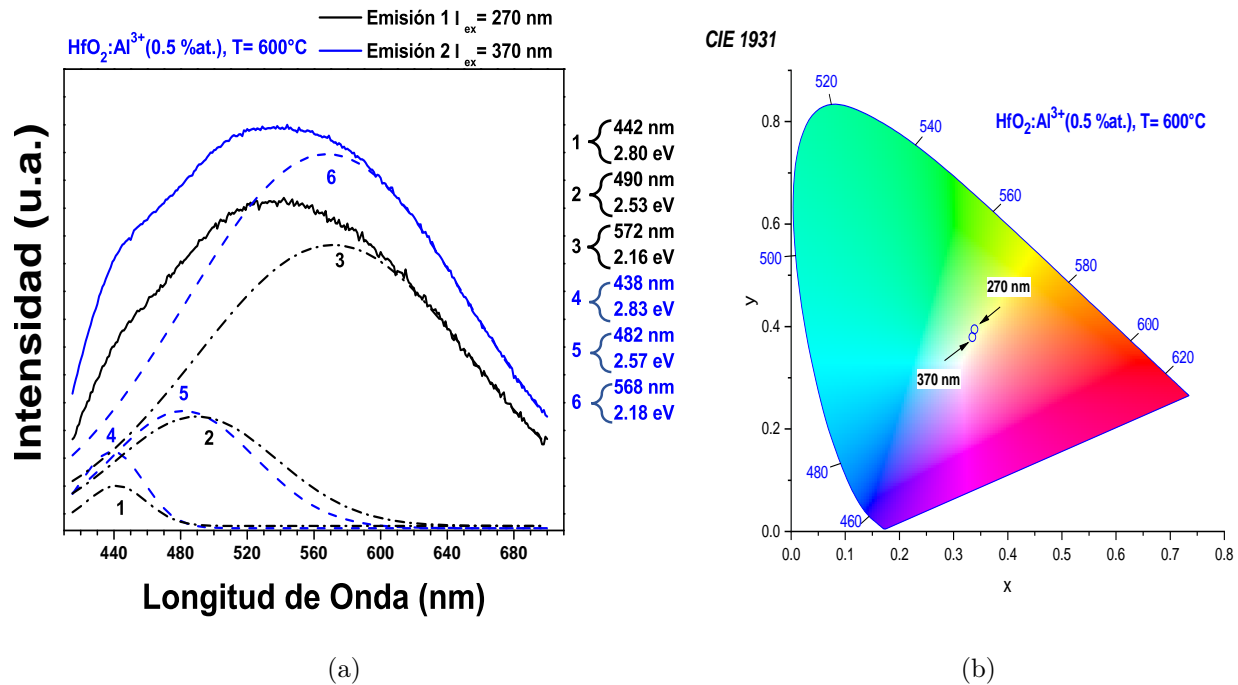 Emisión 1 l ex= 270 nm
HfO2:Al3+(0.5 %at.), T= 600°C
Emisión 2 l ex= 370 nm
Intensidad (u.a.)
1 442 nm
2.80 eV
2 490 nm
2.53 eV
3 572 nm
2.16 eV
4 438 nm
2.83 eV
5 482 nm
2.57 eV
6 568 nm
2.18 eV
6
3
5
4
2
1
440 480 520 560 600 640 680
Longitud de Onda (nm)
(a)
CIE 1931
HfO2:Al3+(0.5 %at.), T= 600°C
520
540
560
500
580
600
620
480
460
270 nm
370 nm
y
0.8
0.6
0.4
0.2
0.0
0.0 0.1 0.2 0.3 0.4 0.5 0.6 0.7 0.8
x
(b)